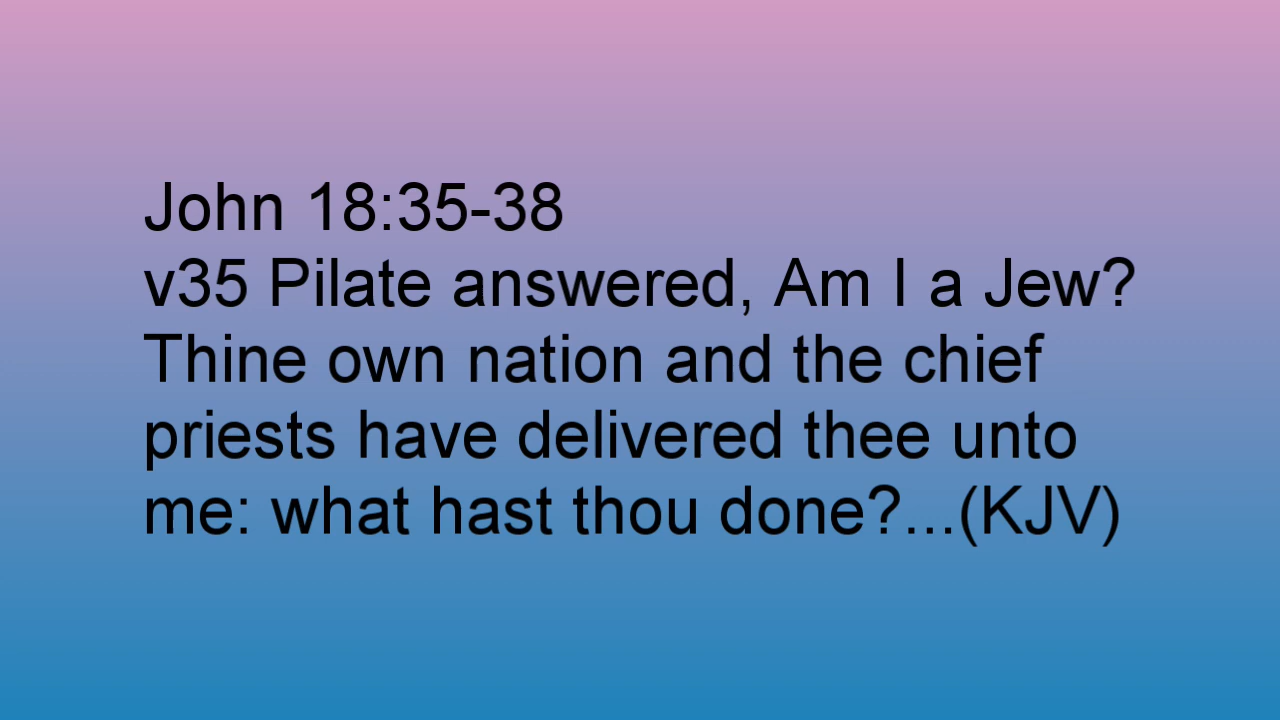 John 18:35-38
v35 Pilate answered, Am I a Jew?
Thine own nation and the chief
priests have delivered thee unto
me: what hast thou done?...(KJV)